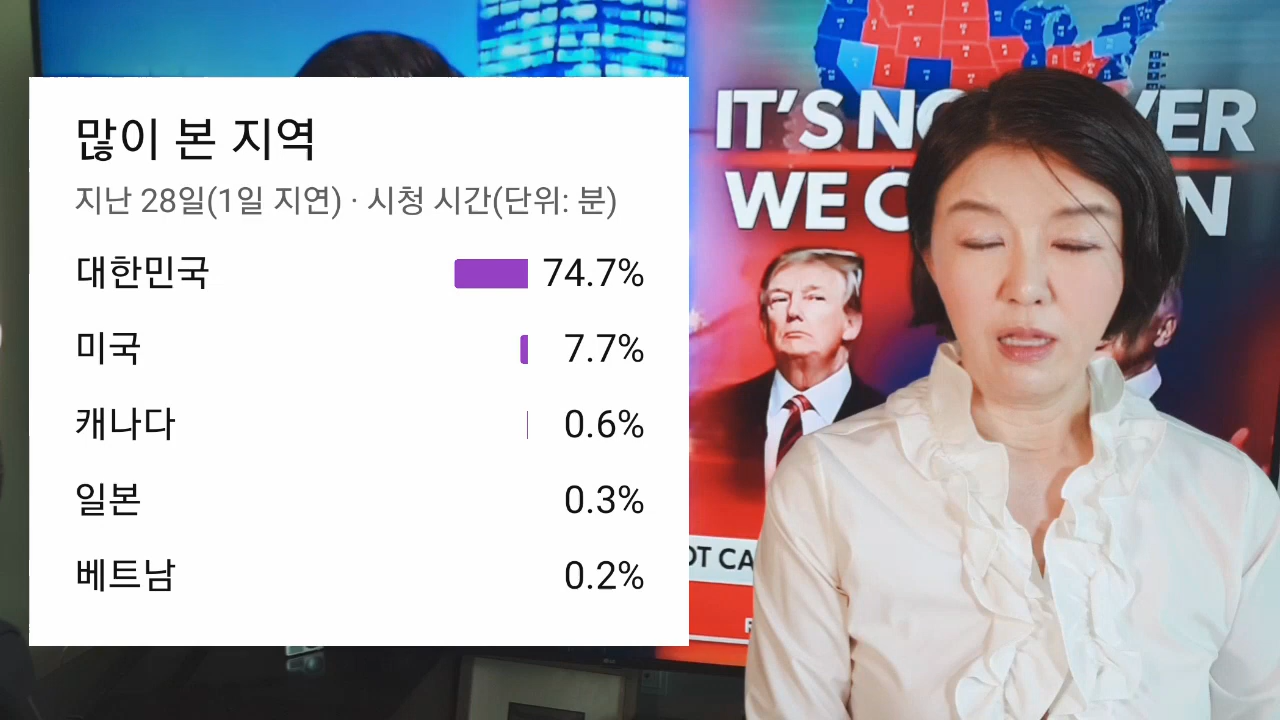 많이 본 지역
지난 28일(1일 지연) · 시청 시간(단위: 분)
대한민국 74.7%
미국 7.7%
캐나다 0.6%
일본 0.3%
베트남 0.2%
IT'S
WE